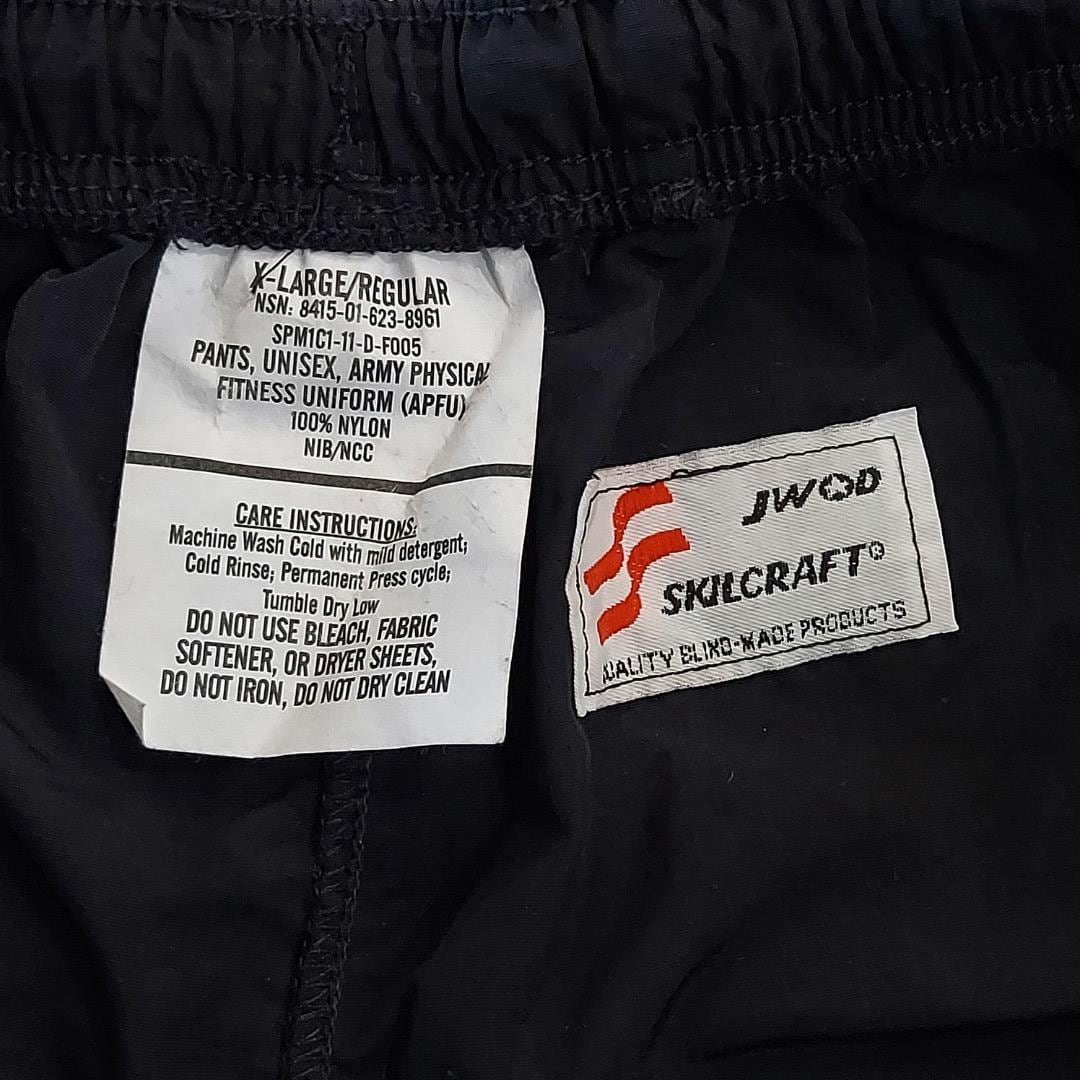 X-LARGE/REGULAR
NSN: 8415-01-623-8961
SPM1C1-11-D-F005
PANTS, UNISEX, ARMY PHYSICAL
FITNESS UNIFORM (APFU)
100% NYLON
NIB/NCC
CARE INSTRUCTIONS:
Machine Wash Cold with mild detergent;
Cold Rinse; Permanent Press cycle;
Tumble Dry Low
DO NOT USE BLEACH, FABRIC
SOFTENER, OR DRYER SHEETS,
DO NOT IRON, DO NOT DRY CLEAN
JWOD
SKILCRAFT®
QUALITY BLIND-MADE PRODUCTS